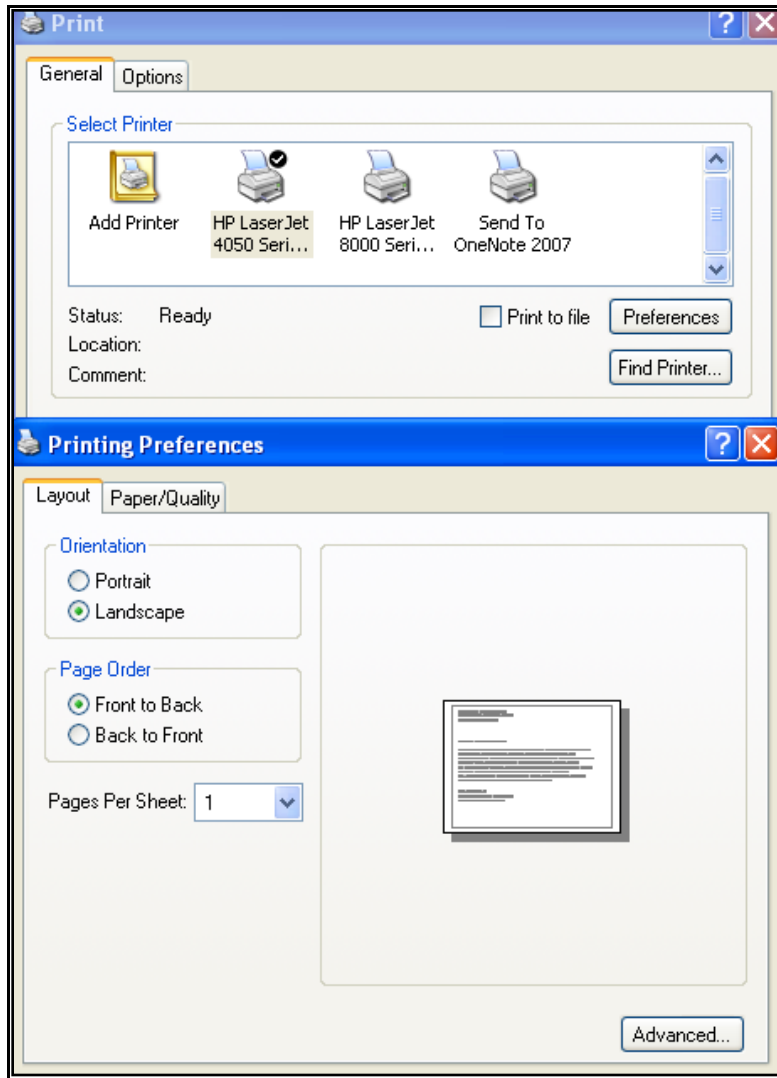 Print
General Options
Select Printer
Add Printer HP LaserJet 4050 Seri... HP LaserJet 8000 Seri... Send To OneNote 2007
Status: Ready Print to file Preferences
Location:
Comment: Find Printer...
Printing Preferences
Layout Paper/Quality
Orientation
Portrait
Landscape
Page Order
Front to Back
Back to Front
Pages Per Sheet: 1
Advanced...